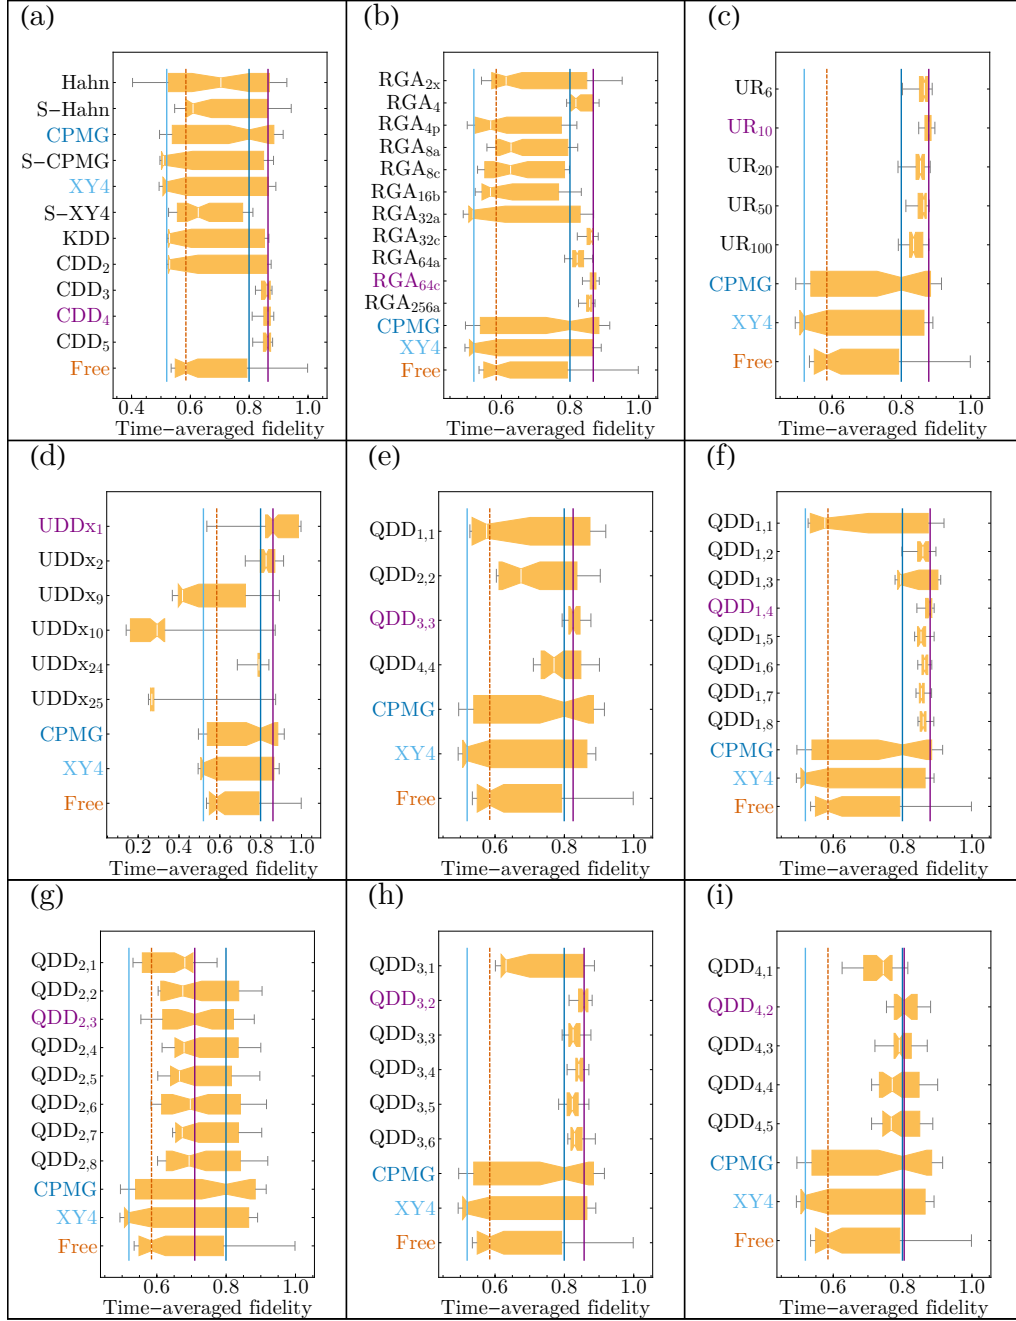 (a)
Hahn
S−Hahn
CPMG
S−CPMG
XY4
S−XY4
KDD
CDD₂
CDD₃
CDD₄
CDD₅
Free
0.4 0.6 0.8 1.0
Time−averaged fidelity
(b)
RGA₂ₓ
RGA₄
RGA₄ₚ
RGA₈ₐ
RGA₈c
RGA₁₆b
RGA₃₂ₐ
RGA₃₂c
RGA₆₄ₐ
RGA₆₄c
RGA₂₅₆ₐ
CPMG
XY4
Free
0.6 0.8 1.0
Time−averaged fidelity
(c)
UR₆
UR₁₀
UR₂₀
UR₅₀
UR₁₀₀
CPMG
XY4
Free
0.6 0.8 1.0
Time−averaged fidelity
(d)
UDDx₁
UDDx₂
UDDx₉
UDDx₁₀
UDDx₂₄
UDDx₂₅
CPMG
XY4
Free
0.2 0.4 0.6 0.8 1.0
Time−averaged fidelity
(e)
QDD₁,₁
QDD₂,₂
QDD₃,₃
QDD₄,₄
CPMG
XY4
Free
0.6 0.8 1.0
Time−averaged fidelity
(f)
QDD₁,₁
QDD₁,₂
QDD₁,₃
QDD₁,₄
QDD₁,₅
QDD₁,₆
QDD₁,₇
QDD₁,₈
CPMG
XY4
Free
0.6 0.8 1.0
Time−averaged fidelity
(g)
QDD₂,₁
QDD₂,₂
QDD₂,₃
QDD₂,₄
QDD₂,₅
QDD₂,₆
QDD₂,₇
QDD₂,₈
CPMG
XY4
Free
0.6 0.8 1.0
Time−averaged fidelity
(h)
QDD₃,₁
QDD₃,₂
QDD₃,₃
QDD₃,₄
QDD₃,₅
QDD₃,₆
CPMG
XY4
Free
0.6 0.8 1.0
Time−averaged fidelity
(i)
QDD₄,₁
QDD₄,₂
QDD₄,₃
QDD₄,₄
QDD₄,₅
CPMG
XY4
Free
0.6 0.8 1.0
Time−averaged fidelity